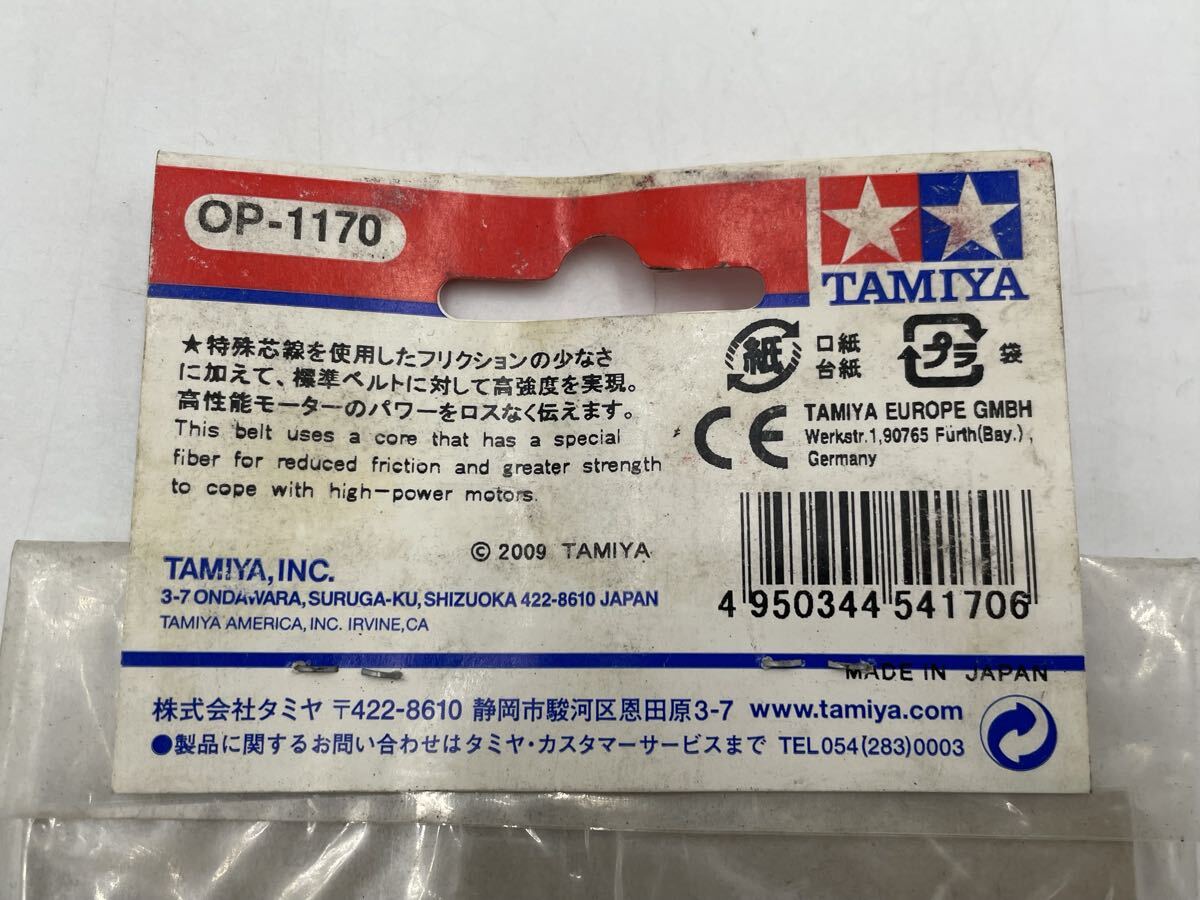 OP-1170
TAMIYA
★特殊芯線を使用したフリクションの少なさ
に加えて、標準ベルトに対して高強度を実現。
高性能モーターのパワーをロスなく伝えます。
This belt uses a core that has a special
fiber for reduced friction and greater strength
to cope with high-power motors.
紙
口紙
台紙
プラ
袋
CE
TAMIYA EUROPE GMBH
Werkstr.1,90765 Fürth(Bay.),
Germany
© 2009 TAMIYA
TAMIYA, INC.
3-7 ONDAWARA, SURUGA-KU, SHIZUOKA 422-8610 JAPAN
TAMIYA AMERICA, INC. IRVINE, CA
4 950344 541706
MADE IN JAPAN
株式会社タミヤ 〒422-8610 静岡市駿河区恩田原3-7 www.tamiya.com
●製品に関するお問い合わせはタミヤ・カスタマーサービスまで TEL054(283)0003